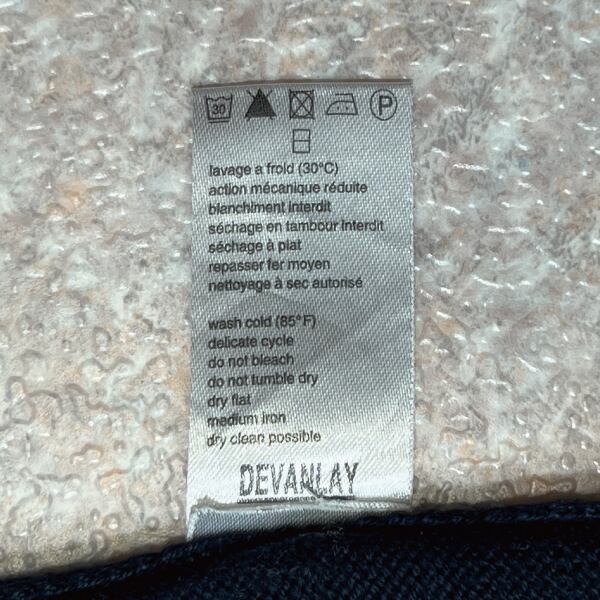 30 P
lavage a froid (30°C)
action mécanique réduite
blanchiment interdit
séchage en tambour interdit
séchage à plat
repasser fer moyen
nettoyage à sec autorisé
wash cold (85°F)
delicate cycle
do not bleach
do not tumble dry
dry flat
medium iron
dry clean possible
DEVANLAY